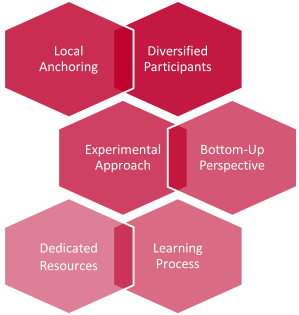 Local
Anchoring
Diversified
Participants
Experimental
Approach
Bottom-Up
Perspective
Dedicated
Resources
Learning
Process